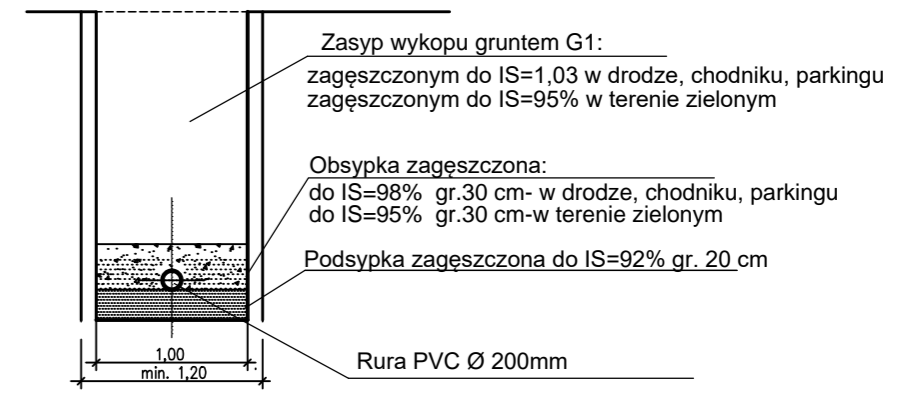 Zasyp wykopu gruntem G1:
zagęszczonym do IS=1,03 w drodze, chodniku, parkingu
zagęszczonym do IS=95% w terenie zielonym
Obsypka zagęszczona:
do IS=98% gr.30 cm- w drodze, chodniku, parkingu
do IS=95% gr.30 cm-w terenie zielonym
Podsypka zagęszczona do IS=92% gr. 20 cm
1,00
min. 1,20
Rura PVC Ø 200mm